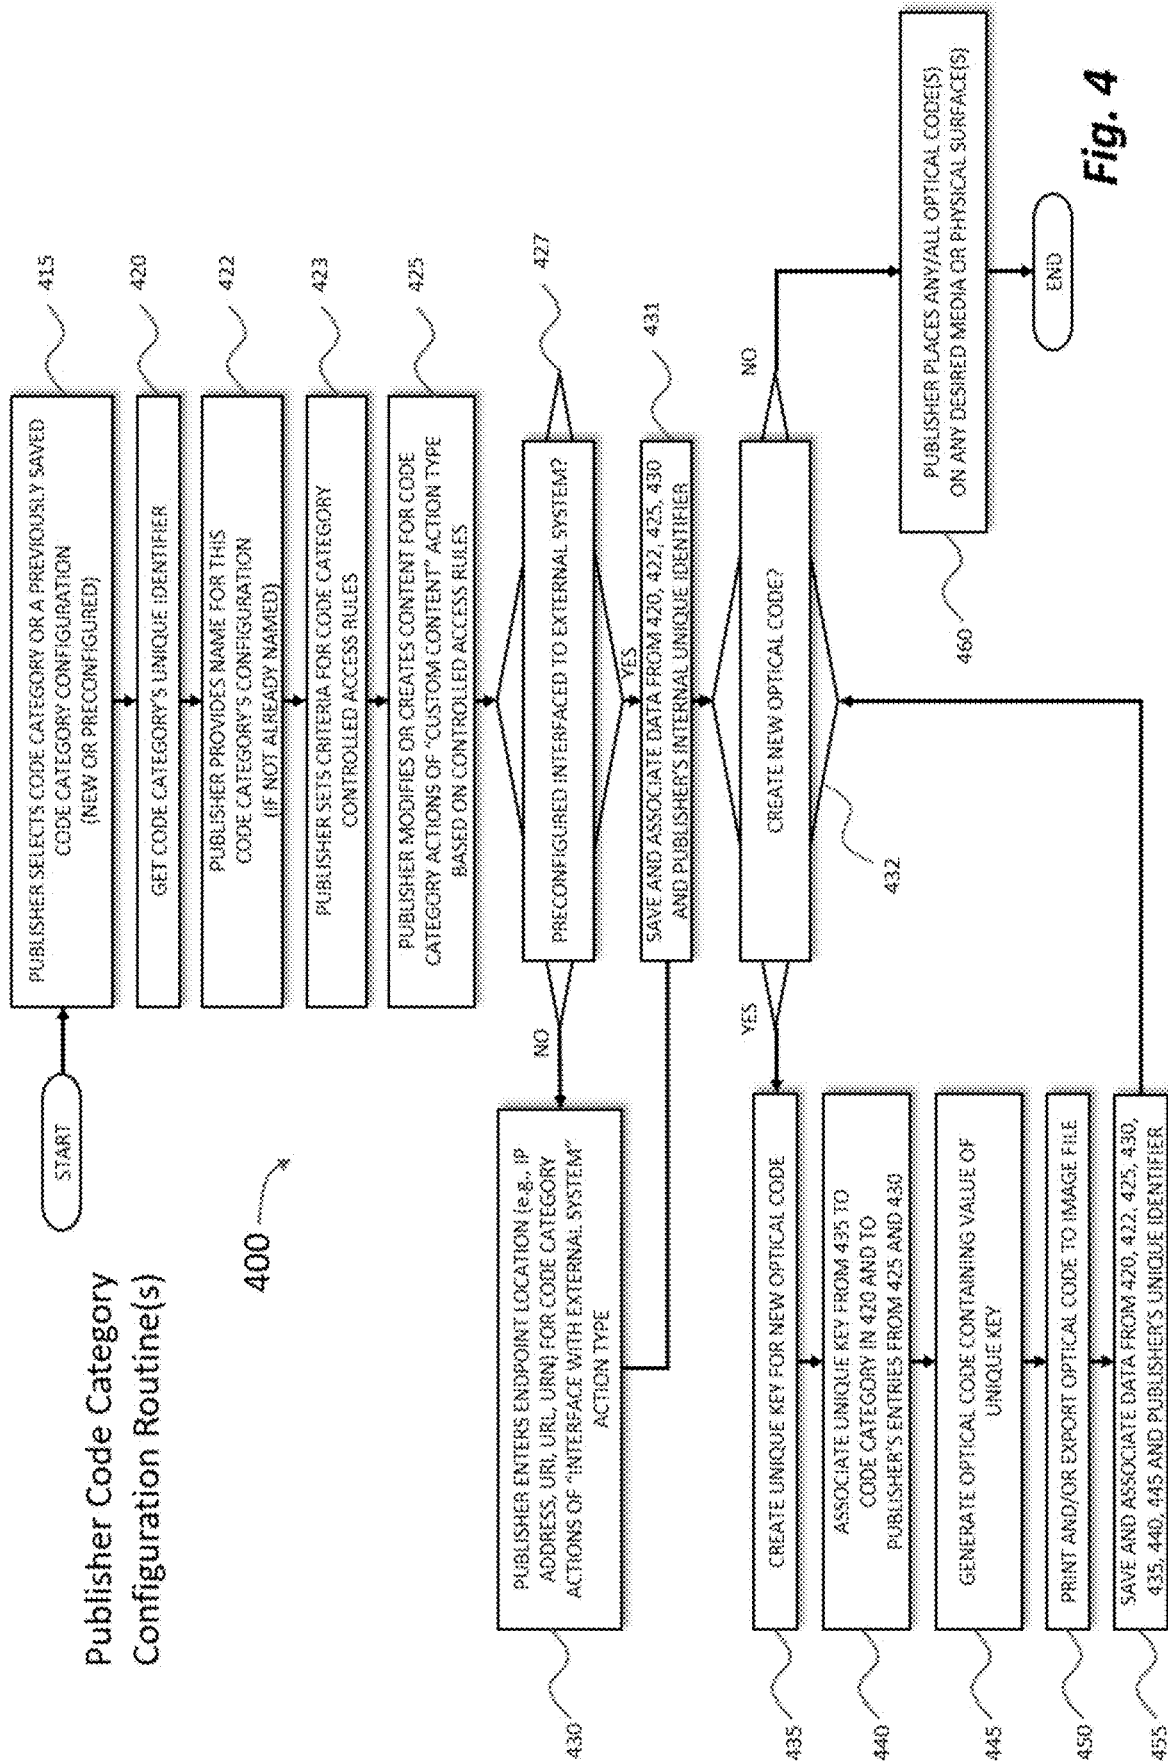 Publisher Code Category
Configuration Routine(s)
400
START
PUBLISHER SELECTS CODE CATEGORY OR A PREVIOUSLY SAVED
CODE CATEGORY CONFIGURATION
(NEW OR PRECONFIGURED)
415
GET CODE CATEGORY'S UNIQUE IDENTIFIER
420
PUBLISHER PROVIDES NAME FOR THIS
CODE CATEGORY'S CONFIGURATION
(IF NOT ALREADY NAMED)
422
PUBLISHER SETS CRITERIA FOR CODE CATEGORY
CONTROLLED ACCESS RULES
423
PUBLISHER MODIFIES OR CREATES CONTENT FOR CODE
CATEGORY ACTIONS OF "CUSTOM CONTENT" ACTION TYPE
BASED ON CONTROLLED ACCESS RULES
425
PRECONFIGURED INTERFACED TO EXTERNAL SYSTEM?
427
NO
YES
PUBLISHER ENTERS ENDPOINT LOCATION (e.g., IP
ADDRESS, URI, URL, URN) FOR CODE CATEGORY
ACTIONS OF "INTERFACE WITH EXTERNAL SYSTEM"
ACTION TYPE
430
SAVE AND ASSOCIATE DATA FROM 420, 422, 425, 430
AND PUBLISHER'S INTERNAL UNIQUE IDENTIFIER
431
CREATE NEW OPTICAL CODE?
432
YES
NO
CREATE UNIQUE KEY FOR NEW OPTICAL CODE
435
ASSOCIATE UNIQUE KEY FROM 435 TO
CODE CATEGORY IN 420 AND TO
PUBLISHER'S ENTRIES FROM 425 AND 430
440
GENERATE OPTICAL CODE CONTAINING VALUE OF
UNIQUE KEY
445
PRINT AND/OR EXPORT OPTICAL CODE TO IMAGE FILE
450
SAVE AND ASSOCIATE DATA FROM 420, 422, 425, 430,
435, 440, 445 AND PUBLISHER'S UNIQUE IDENTIFIER
455
PUBLISHER PLACES ANY/ALL OPTICAL CODE(S)
ON ANY DESIRED MEDIA OR PHYSICAL SURFACE(S)
460
END
Fig. 4